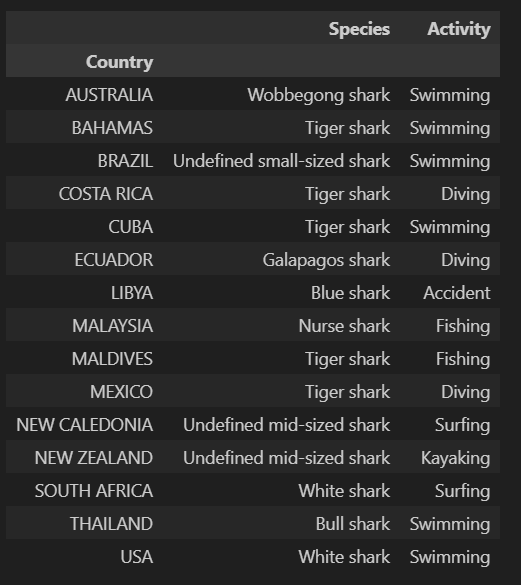 Species Activity
Country
AUSTRALIA Wobbegong shark Swimming
BAHAMAS Tiger shark Swimming
BRAZIL Undefined small-sized shark Swimming
COSTA RICA Tiger shark Diving
CUBA Tiger shark Swimming
ECUADOR Galapagos shark Diving
LIBYA Blue shark Accident
MALAYSIA Nurse shark Fishing
MALDIVES Tiger shark Fishing
MEXICO Tiger shark Diving
NEW CALEDONIA Undefined mid-sized shark Surfing
NEW ZEALAND Undefined mid-sized shark Kayaking
SOUTH AFRICA White shark Surfing
THAILAND Bull shark Swimming
USA White shark Swimming